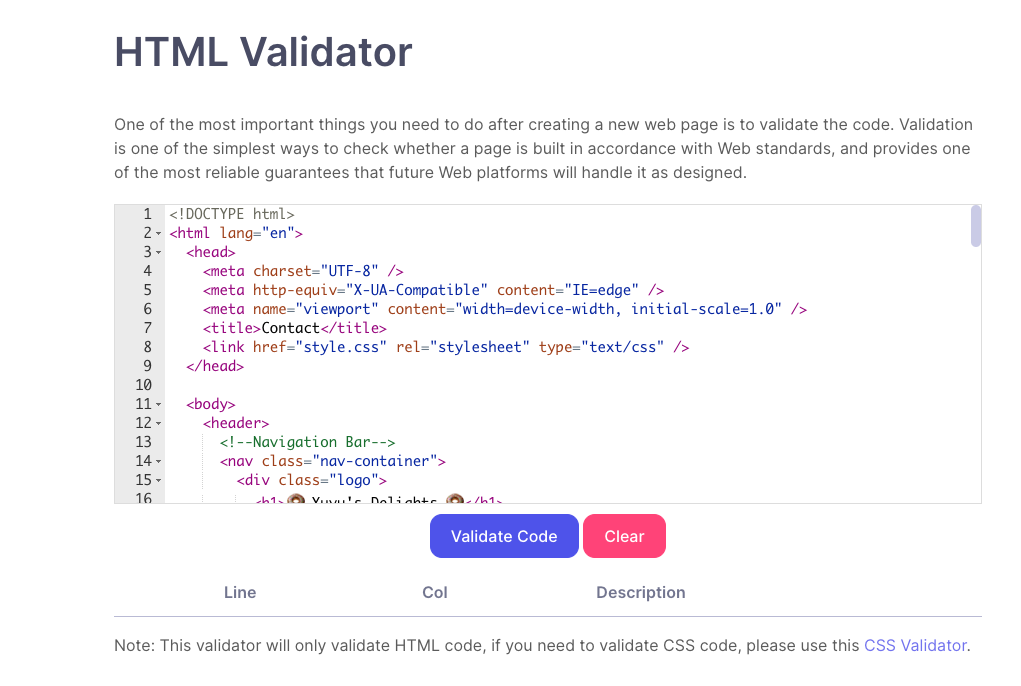 HTML Validator
One of the most important things you need to do after creating a new web page is to validate the code. Validation
is one of the simplest ways to check whether a page is built in accordance with Web standards, and provides one
of the most reliable guarantees that future Web platforms will handle it as designed.
1 <!DOCTYPE html>
2 <html lang="en">
3 <head>
4 <meta charset="UTF-8" />
5 <meta http-equiv="X-UA-Compatible" content="IE=edge" />
6 <meta name="viewport" content="width=device-width, initial-scale=1.0" />
7 <title>Contact</title>
8 <link href="style.css" rel="stylesheet" type="text/css" />
9 </head>
10
11 <body>
12 <header>
13 <!--Navigation Bar-->
14 <nav class="nav-container">
15 <div class="logo">
16 <h1>🍩 Yuyu's Delights 🍩</h1>
Validate Code Clear
Line Col Description
Note: This validator will only validate HTML code, if you need to validate CSS code, please use this CSS Validator.